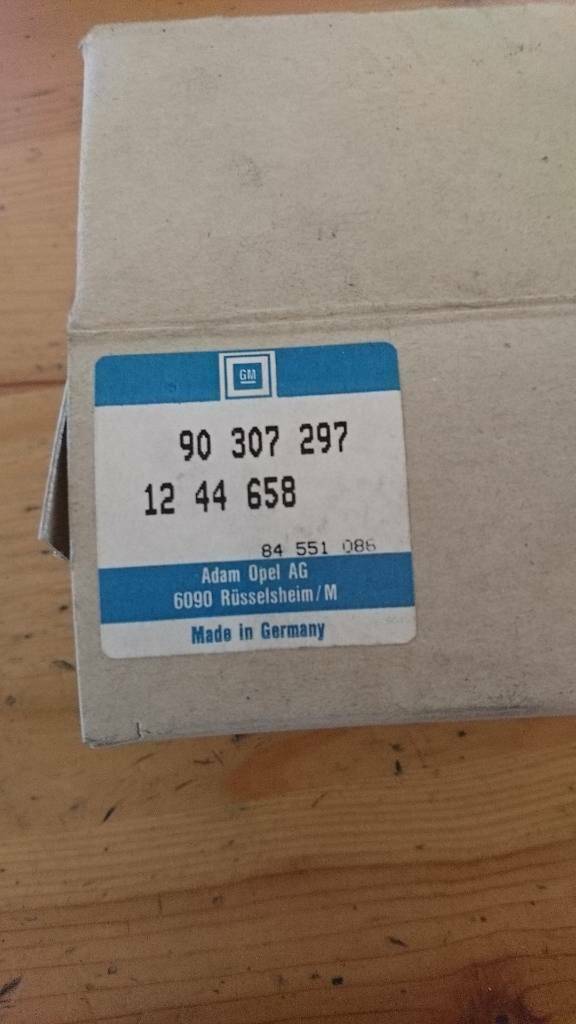 GM
90 307 297
12 44 658
84 551 086
Adam Opel AG
6090 Rüsselsheim/M
Made in Germany